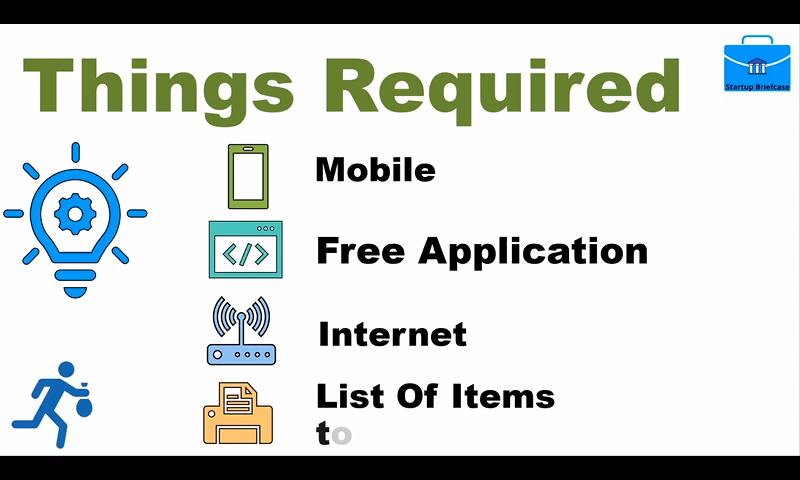 Things Required
Startup Briefcase
Mobile
</>
Free Application
Internet
List Of Items
to